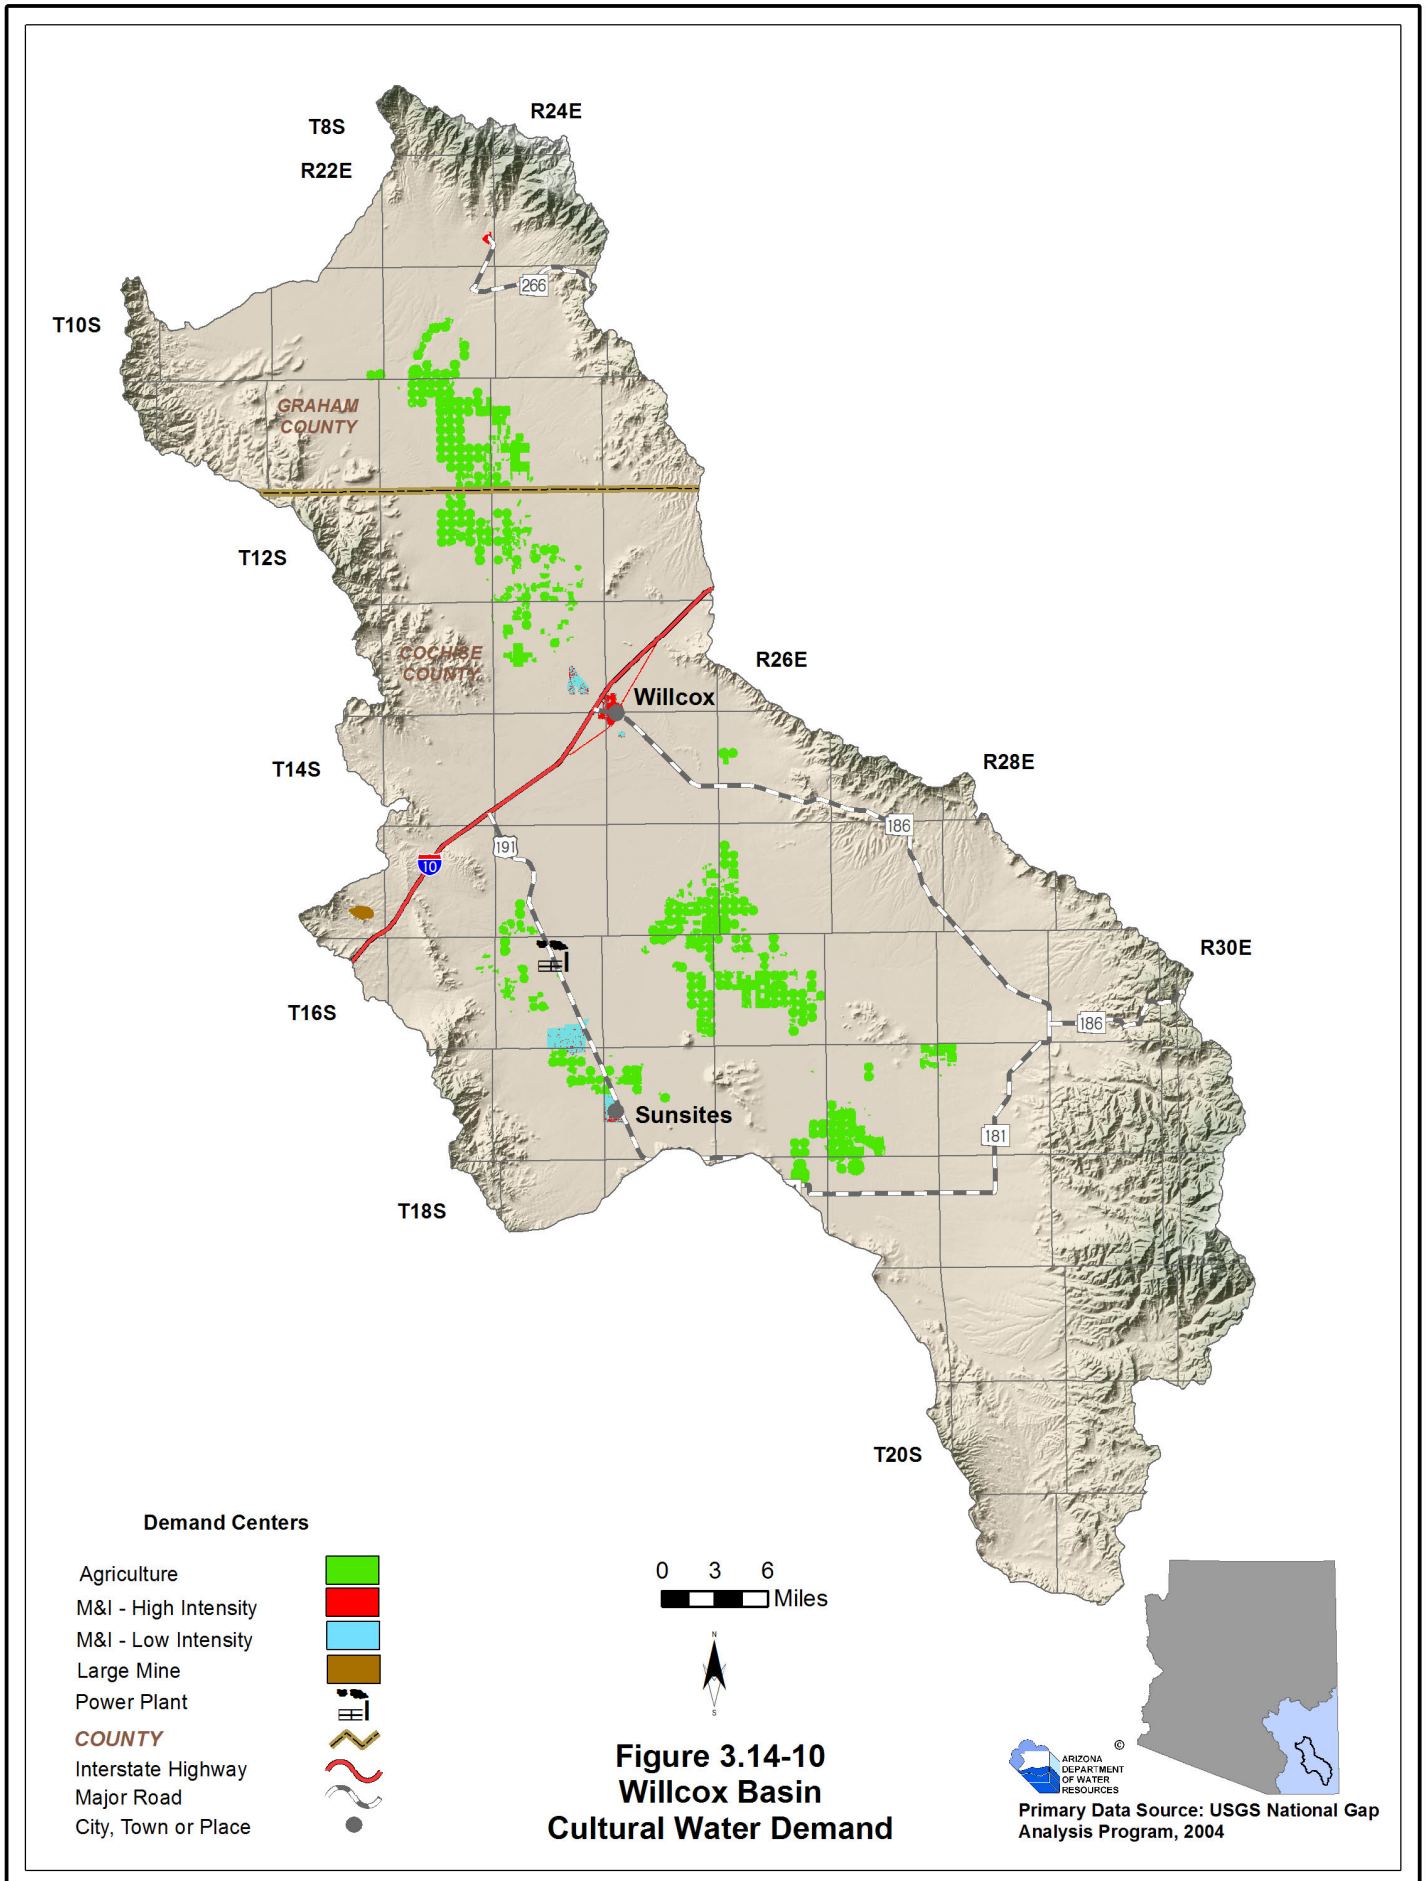 R24E
T8S
R22E
266
T10S
GRAHAM
COUNTY
T12S
COCHISE
COUNTY
R26E
Willcox
R28E
T14S
186
191
10
R30E
T16S
186
Sunsites
181
T18S
T20S
Demand Centers
Agriculture
M&I - High Intensity
M&I - Low Intensity
Large Mine
Power Plant
COUNTY
Interstate Highway
Major Road
City, Town or Place
0 3 6
Miles
N
S
Figure 3.14-10
Willcox Basin
Cultural Water Demand
©
ARIZONA
DEPARTMENT
OF WATER
RESOURCES
Primary Data Source: USGS National Gap
Analysis Program, 2004